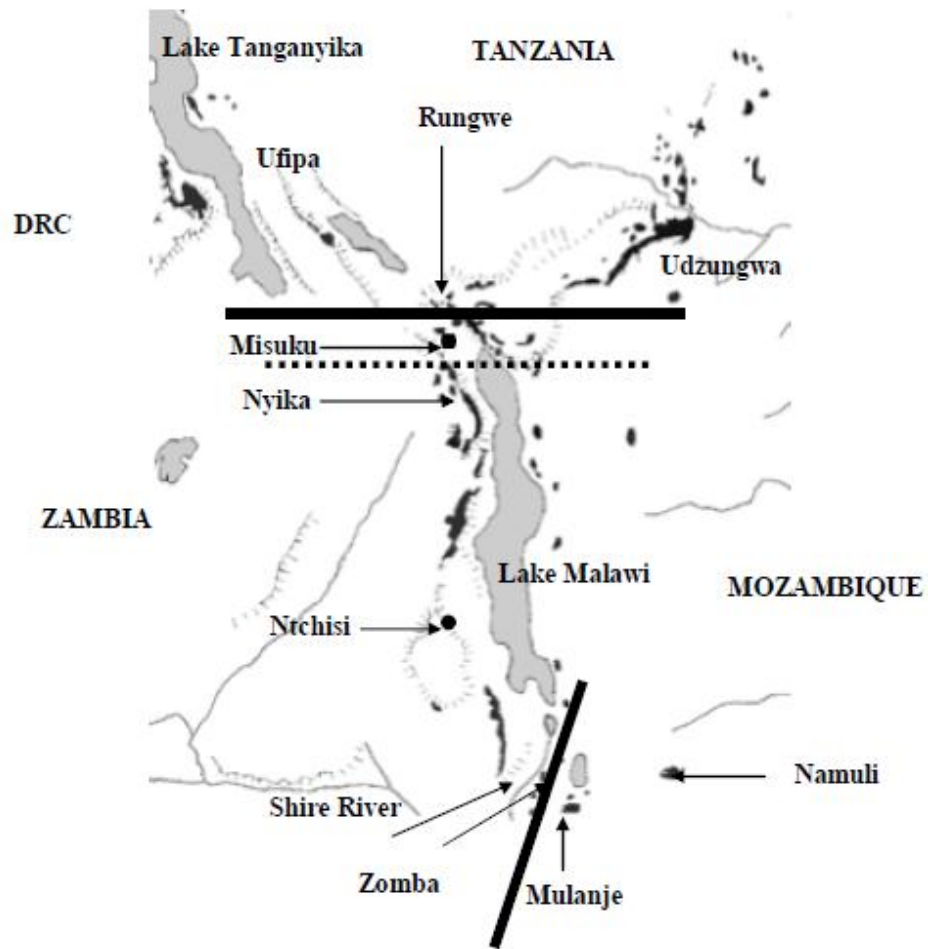 Lake Tanganyika
TANZANIA
Rungwe
Ufipa
DRC
Udzungwa
Misuku
Nyika
ZAMBIA
Lake Malawi
MOZAMBIQUE
Ntchisi
Namuli
Shire River
Zomba
Mulanje